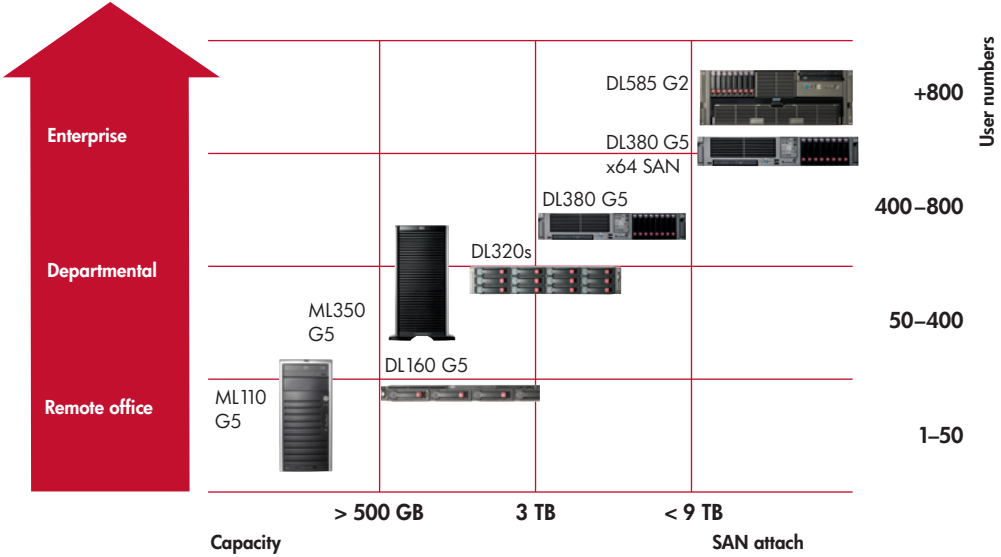 DL585 G2
+800
User numbers
Enterprise
DL380 G5
x64 SAN
DL380 G5
400–800
DL320s
Departmental
ML350
G5
50–400
DL160 G5
ML110
G5
Remote office
1–50
> 500 GB
3 TB
< 9 TB
Capacity
SAN attach